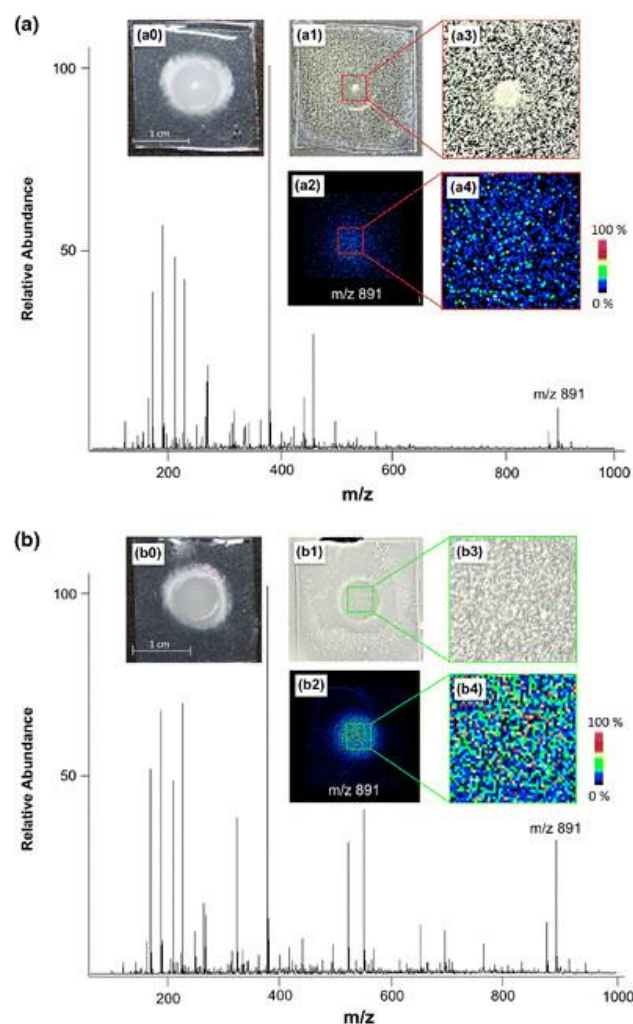 (a)
(a0)
(a1)
(a3)
100
1 cm
(a2)
(a4)
100 %
0 %
50
m/z 891
Relative Abundance
m/z 891
200
400
600
800
1000
m/z
(b)
(b0)
(b1)
(b3)
100
1 cm
(b2)
(b4)
100 %
0 %
50
m/z 891
m/z 891
Relative Abundance
200
400
600
800
1000
m/z